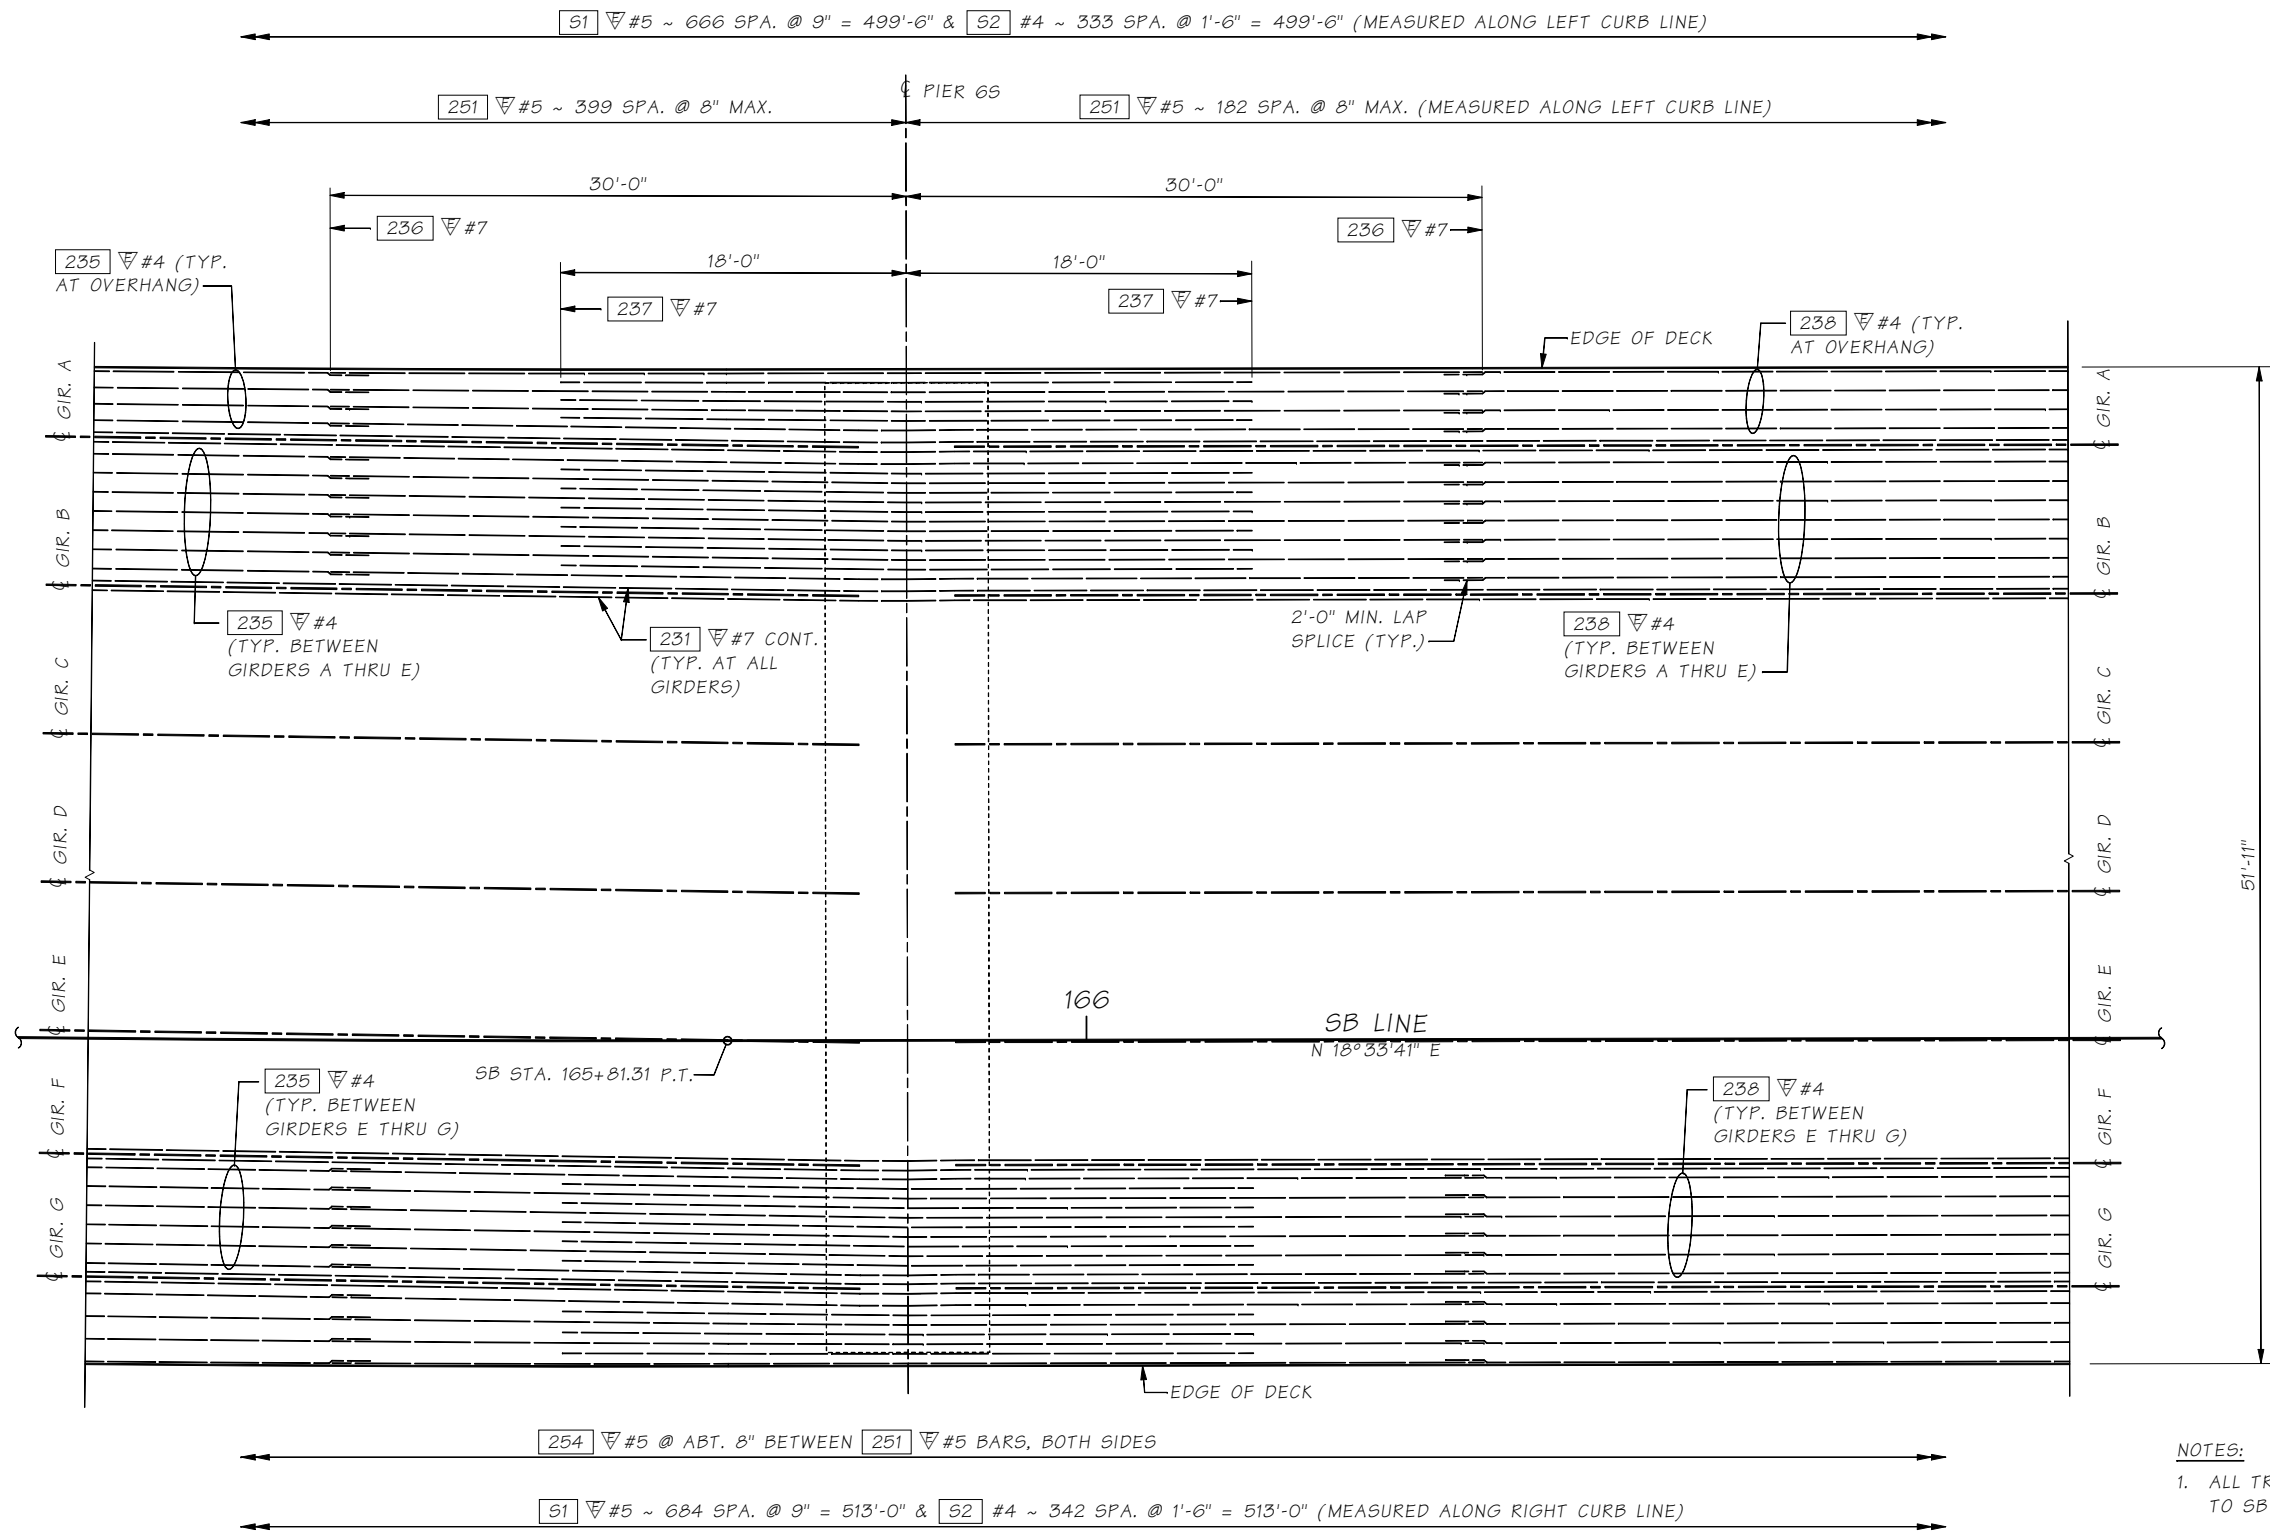 S1 E #5 ~ 666 SPA. @ 9" = 499'-6" & S2 #4 ~ 333 SPA. @ 1'-6" = 499'-6" (MEASURED ALONG LEFT CURB LINE)
℄ PIER 6S
251 E #5 ~ 399 SPA. @ 8" MAX.
251 E #5 ~ 182 SPA. @ 8" MAX. (MEASURED ALONG LEFT CURB LINE)
30'-0"
30'-0"
236 E #7
236 E #7
235 E #4 (TYP.
AT OVERHANG)
18'-0"
18'-0"
237 E #7
237 E #7
EDGE OF DECK
238 E #4 (TYP.
AT OVERHANG)
℄ GIR. A
℄ GIR. A
℄ GIR. B
℄ GIR. B
235 E #4
(TYP. BETWEEN
GIRDERS A THRU E)
231 E #7 CONT.
(TYP. AT ALL
GIRDERS)
2'-0" MIN. LAP
SPLICE (TYP.)
238 E #4
(TYP. BETWEEN
GIRDERS A THRU E)
℄ GIR. C
℄ GIR. C
℄ GIR. D
℄ GIR. D
51'-11"
℄ GIR. E
℄ GIR. E
166
SB LINE
N 18°33'41" E
SB STA. 165+81.31 P.T.
235 E #4
(TYP. BETWEEN
GIRDERS E THRU G)
238 E #4
(TYP. BETWEEN
GIRDERS E THRU G)
℄ GIR. F
℄ GIR. F
℄ GIR. G
℄ GIR. G
EDGE OF DECK
254 E #5 @ ABT. 8" BETWEEN 251 E #5 BARS, BOTH SIDES
S1 E #5 ~ 684 SPA. @ 9" = 513'-0" & S2 #4 ~ 342 SPA. @ 1'-6" = 513'-0" (MEASURED ALONG RIGHT CURB LINE)
NOTES:
1. ALL TR
TO SB